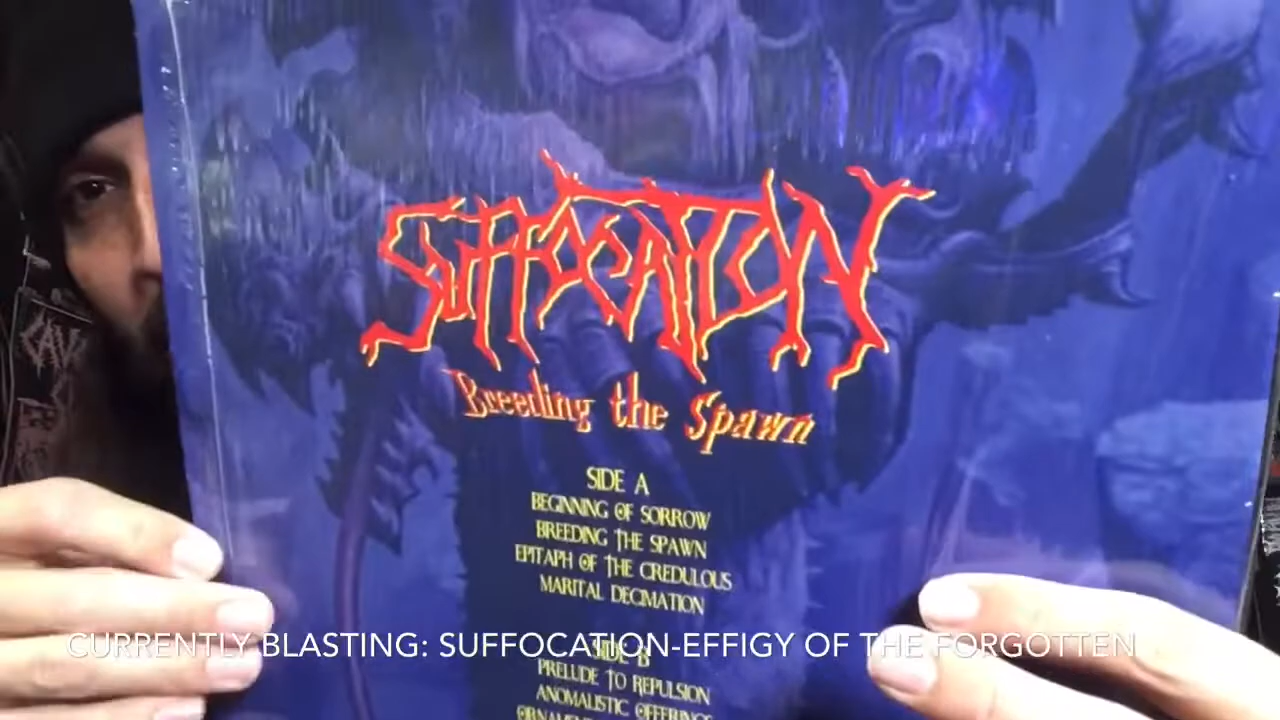 SUFFOCATION
Breeding the Spawn
SIDE A
BEGINNING OF SORROW
BREEDING THE SPAWN
EPITAPH OF THE CREDULOUS
MARITAL DECIMATION
CURRENTLY BLASTING: SUFFOCATION-EFFIGY OF THE FORGOTTEN
SIDE B
PRELUDE TO REPULSION
ANOMALISTIC OFFERINGS